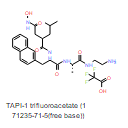 TAPI-1 trifluoroacetate (1
71235-71-5(free base))